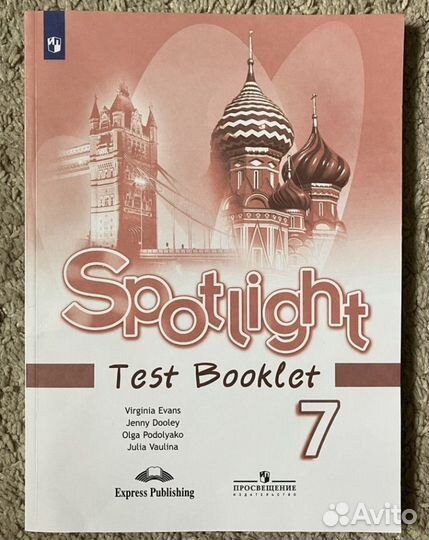 Spotlight
Test Booklet
Virginia Evans
Jenny Dooley
Olga Podolyako
Julia Vaulina
7
Express Publishing
ПРОСВЕЩЕНИЕ
ИЗДАТЕЛЬСТВО
Avito